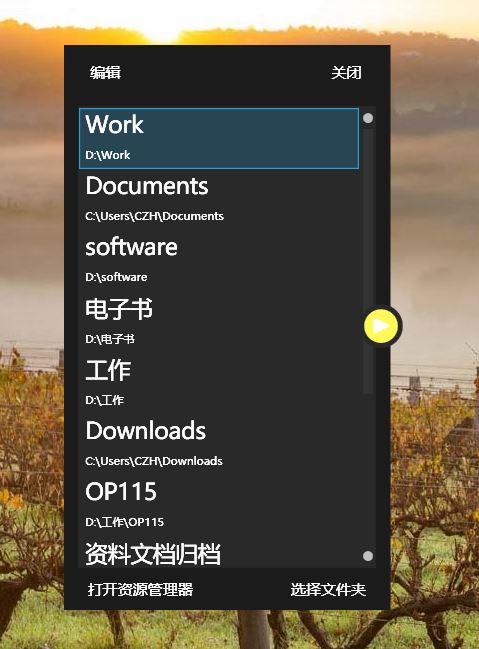 编辑
关闭
Work
D:\Work
Documents
C:\Users\CZH\Documents
software
D:\software
电子书
D:\电子书
工作
D:\工作
Downloads
C:\Users\CZH\Downloads
OP115
D:\工作\OP115
资料文档归档
打开资源管理器
选择文件夹